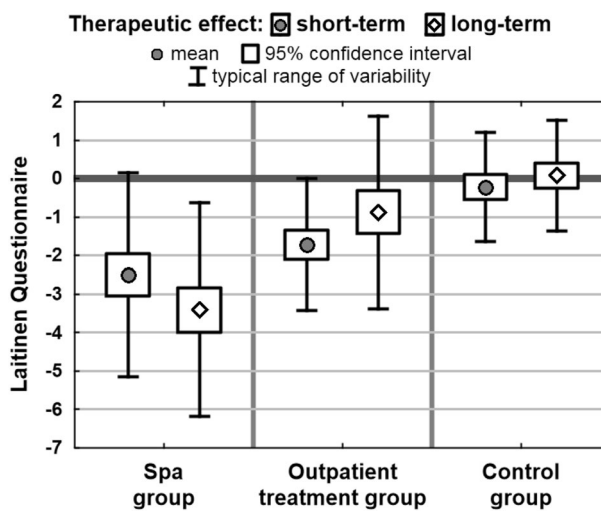 Therapeutic effect: short-term long-term
mean 95% confidence interval
typical range of variability
Laitinen Questionnaire
2
1
0
-1
-2
-3
-4
-5
-6
-7
Spa group
Outpatient treatment group
Control group